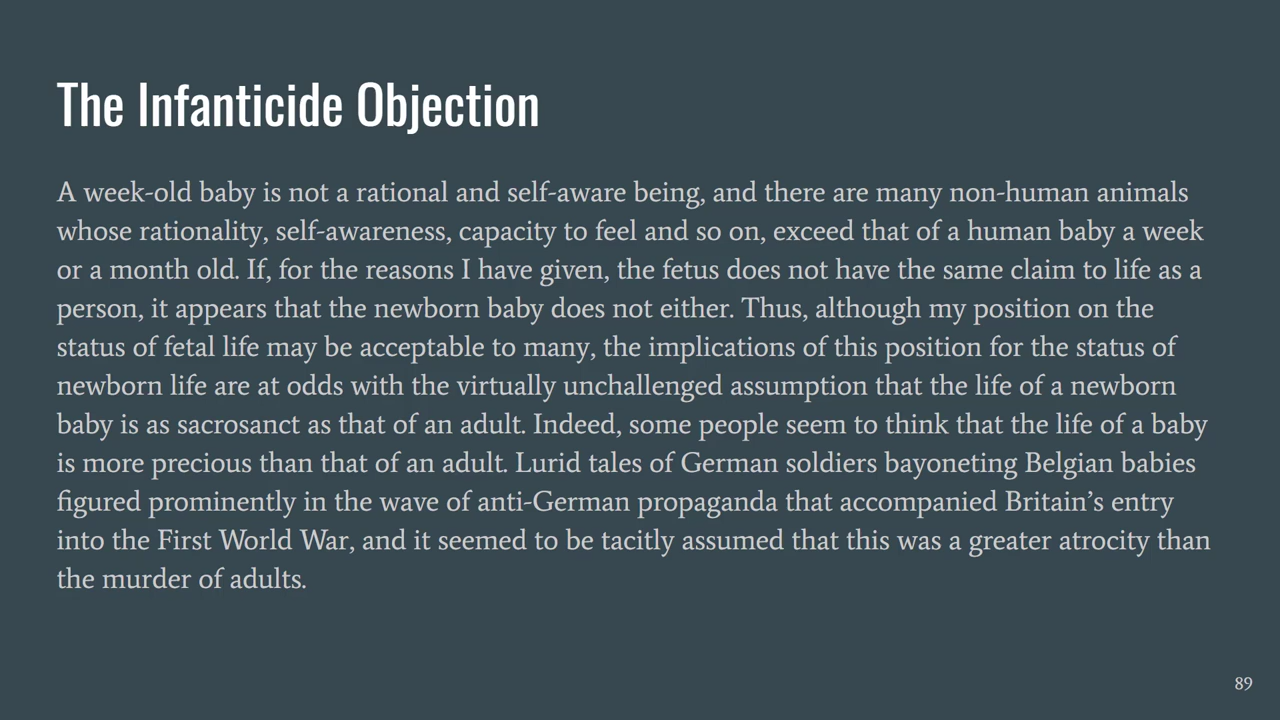 The Infanticide Objection
A week-old baby is not a rational and self-aware being, and there are many non-human animals
whose rationality, self-awareness, capacity to feel and so on, exceed that of a human baby a week
or a month old. If, for the reasons I have given, the fetus does not have the same claim to life as a
person, it appears that the newborn baby does not either. Thus, although my position on the
status of fetal life may be acceptable to many, the implications of this position for the status of
newborn life are at odds with the virtually unchallenged assumption that the life of a newborn
baby is as sacrosanct as that of an adult. Indeed, some people seem to think that the life of a baby
is more precious than that of an adult. Lurid tales of German soldiers bayoneting Belgian babies
figured prominently in the wave of anti-German propaganda that accompanied Britain’s entry
into the First World War, and it seemed to be tacitly assumed that this was a greater atrocity than
the murder of adults.
89